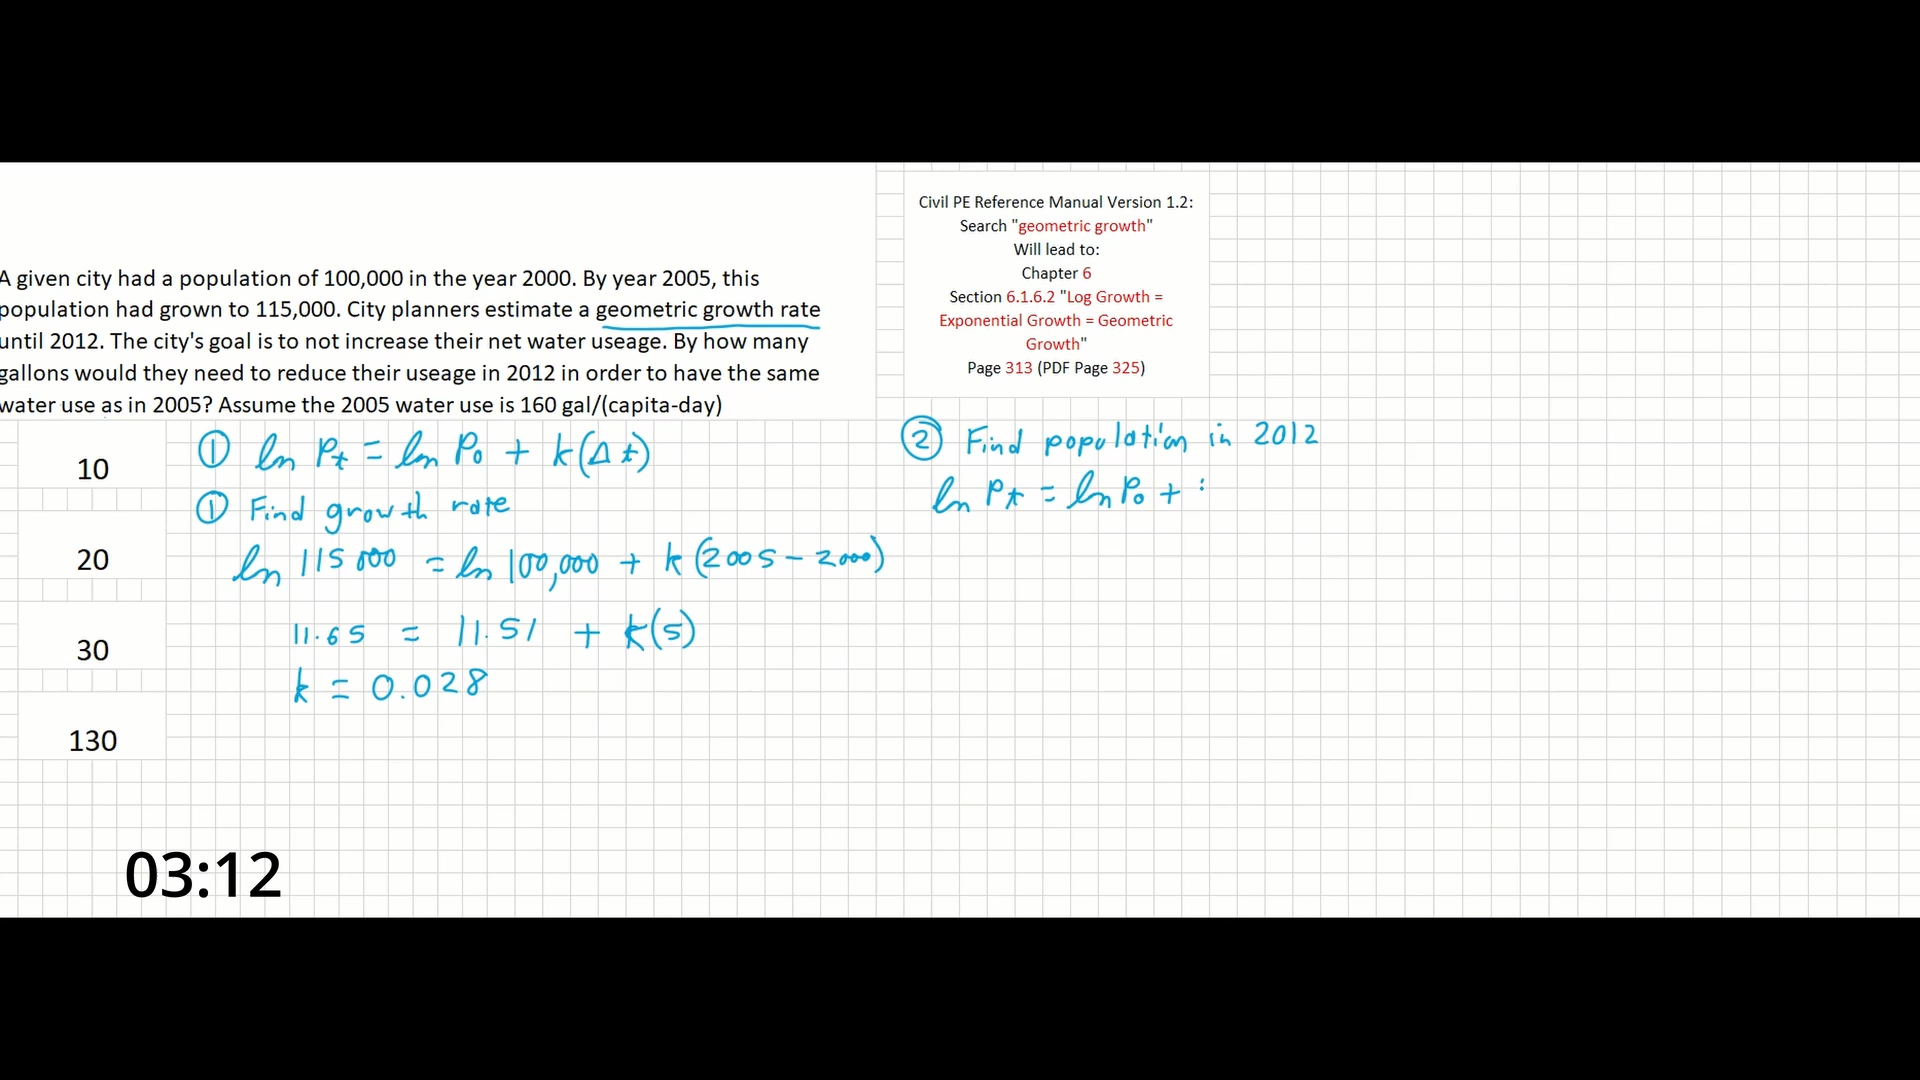 A given city had a population of 100,000 in the year 2000. By year 2005, this
population had grown to 115,000. City planners estimate a geometric growth rate
until 2012. The city's goal is to not increase their net water useage. By how many
gallons would they need to reduce their useage in 2012 in order to have the same
water use as in 2005? Assume the 2005 water use is 160 gal/(capita-day)
10
20
30
130
① ln Pt = ln P₀ + k(Δt)
① Find growth rate
ln 115 000 = ln 100,000 + k(2005 - 2000)
11.65 = 11.51 + k(5)
k = 0.028
03:12
Civil PE Reference Manual Version 1.2:
Search "geometric growth"
Will lead to:
Chapter 6
Section 6.1.6.2 "Log Growth =
Exponential Growth = Geometric
Growth"
Page 313 (PDF Page 325)
② Find population in 2012
ln Pt = ln P₀ +